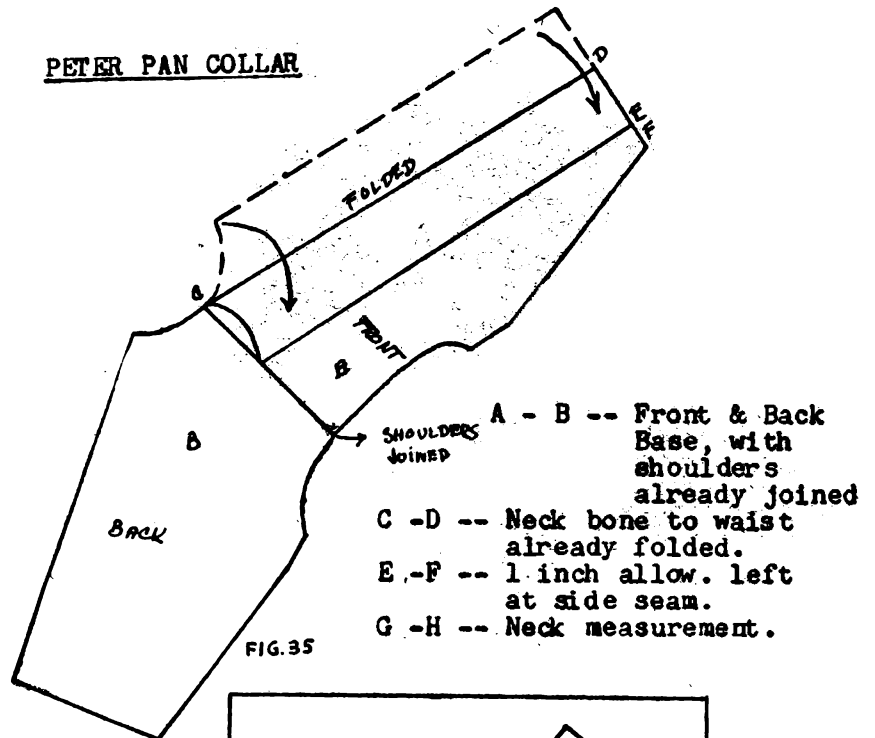 PETER PAN COLLAR
D
E F
FOLDED
C
FRONT
B
SHOULDERS
JOINED
B
BACK
FIG.35
A - B -- Front & Back
Base, with
shoulders
already joined
C -D -- Neck bone to waist
already folded.
E -F -- 1 inch allow. left
at side seam.
G -H -- Neck measurement.